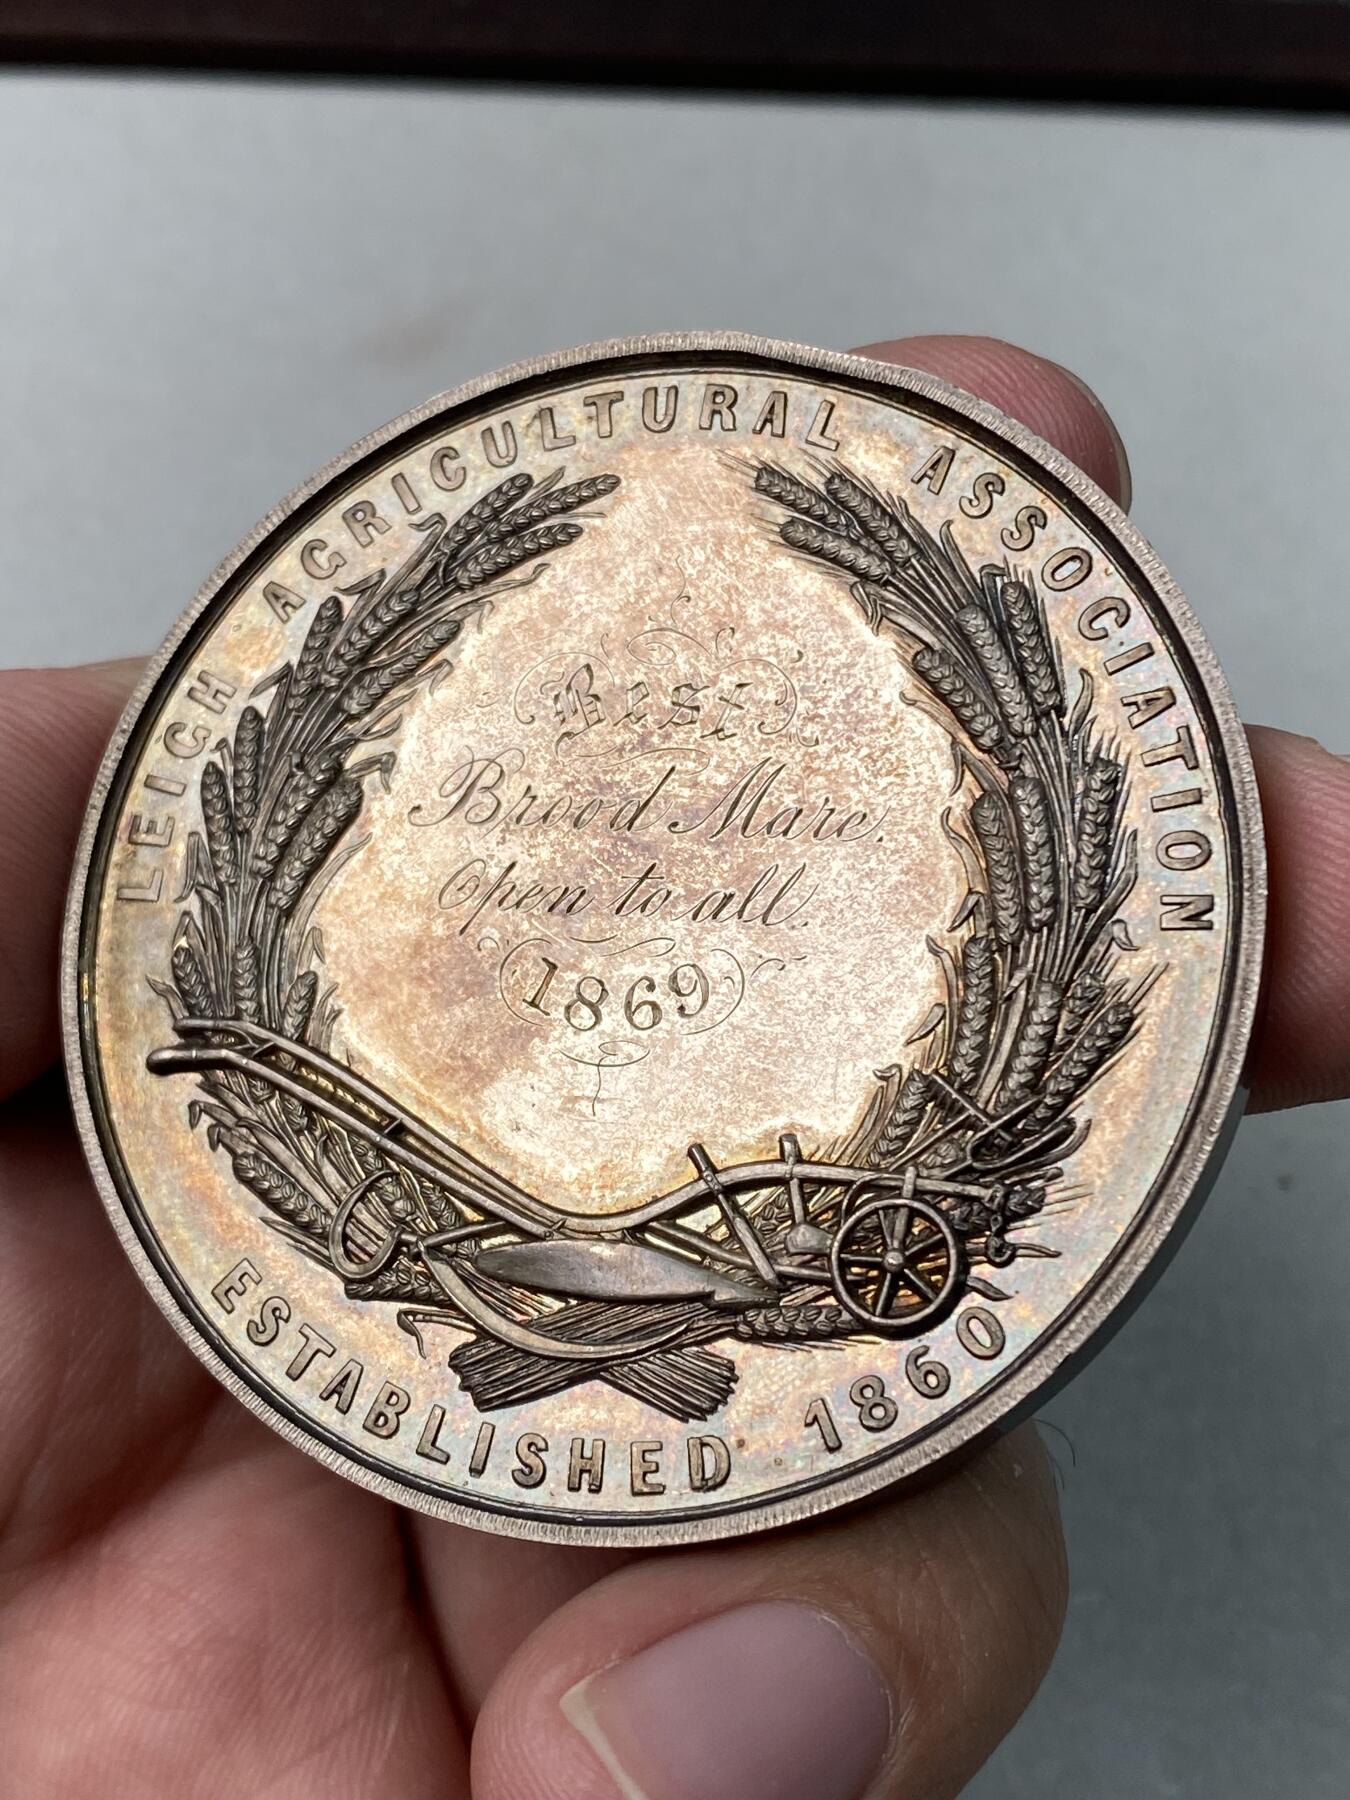 LEIGH AGRICULTURAL ASSOCIATION
Best
Brood Mare.
Open to all.
1869
ESTABLISHED 1860